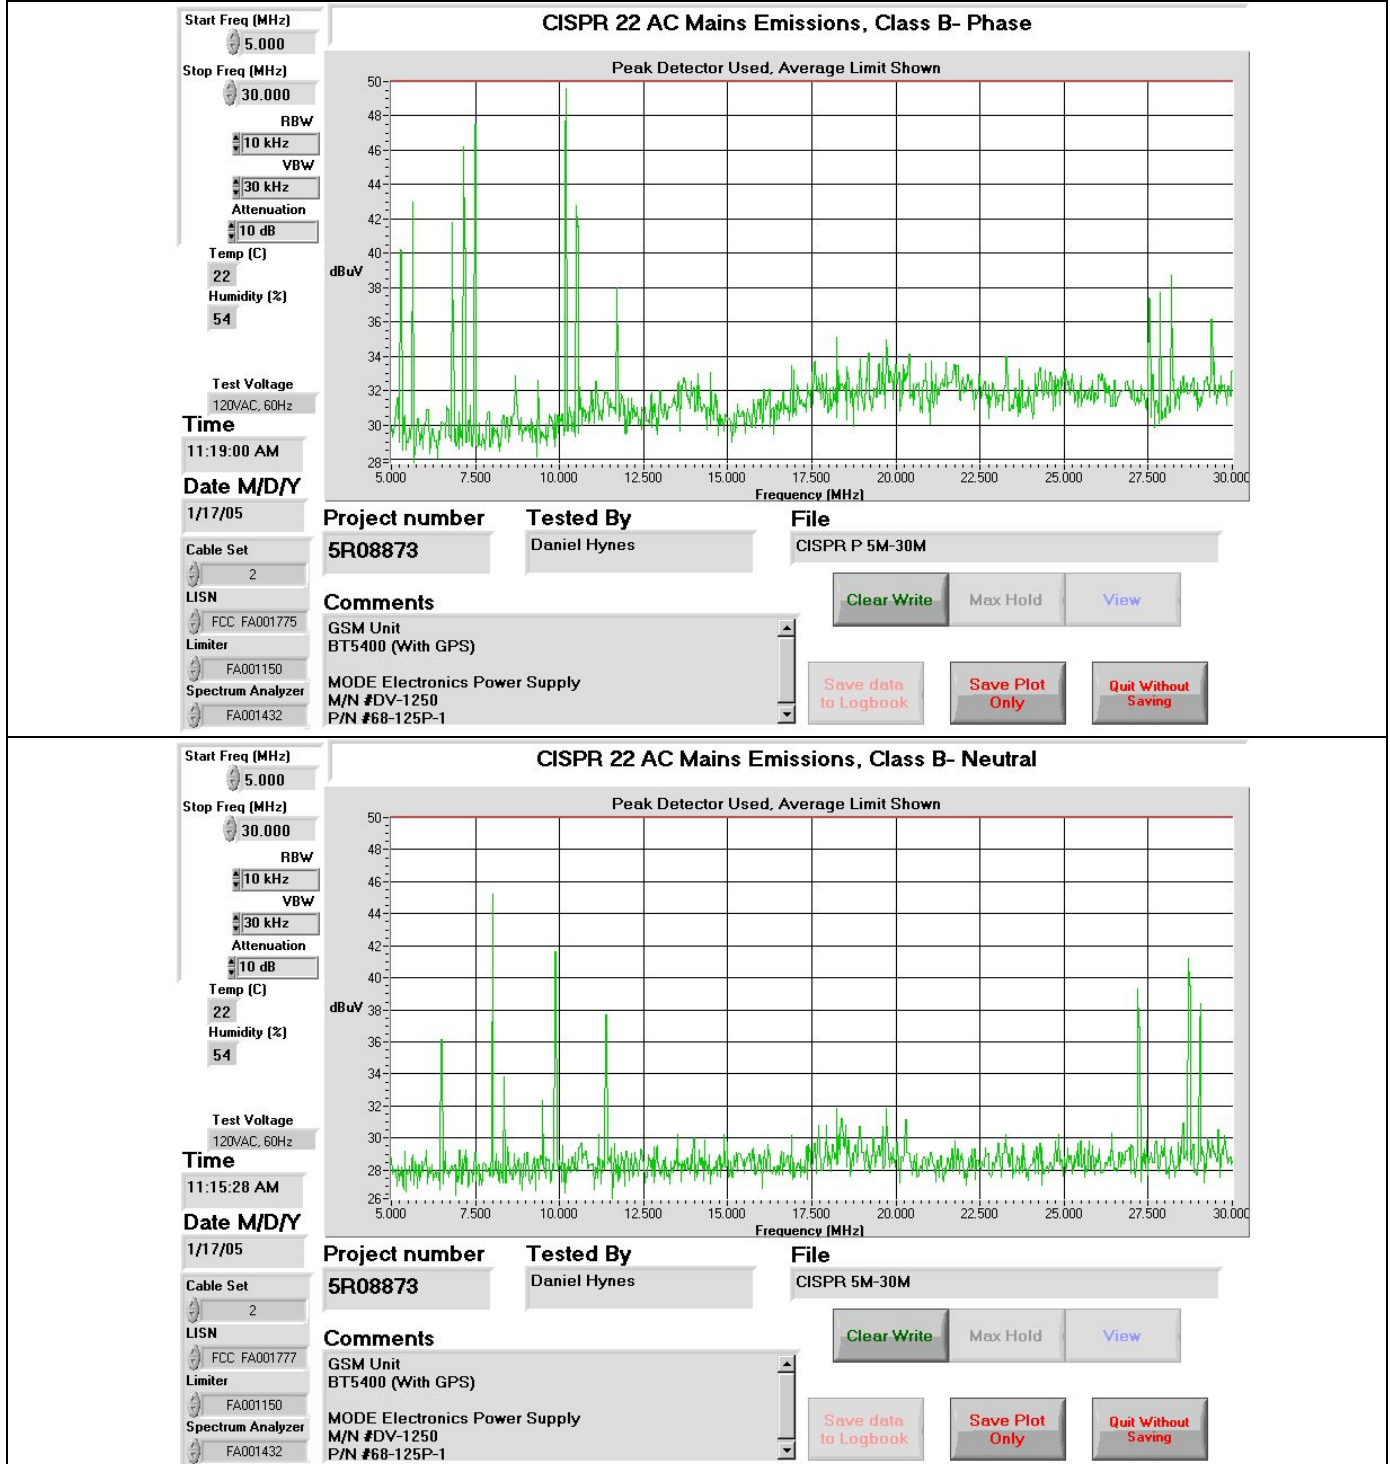 Start Freq (MHz)
5.000
Stop Freq (MHz)
30.000
RBW
10 kHz
VBW
30 kHz
Attenuation
10 dB
Temp (C)
22
Humidity (%)
54
Test Voltage
120VAC, 60Hz
Time
11:19:00 AM
Date M/D/Y
1/17/05
Cable Set
2
LISN
FCC FA001775
Limiter
FA001150
Spectrum Analyzer
FA001432
CISPR 22 AC Mains Emissions, Class B- Phase
Peak Detector Used, Average Limit Shown
50
48
46
44
42
40
dBuV
38
36
34
32
30
28
5.000 7.500 10.000 12.500 15.000 17.500 20.000 22.500 25.000 27.500 30.000
Frequency (MHz)
Project number
5R08873
Tested By
Daniel Hynes
File
CISPR P 5M-30M
Comments
GSM Unit
BT5400 (With GPS)
MODE Electronics Power Supply
M/N #DV-1250
P/N #68-125P-1
Clear Write Max Hold View
Save data
to Logbook
Save Plot
Only
Quit Without
Saving
Start Freq (MHz)
5.000
Stop Freq (MHz)
30.000
RBW
10 kHz
VBW
30 kHz
Attenuation
10 dB
Temp (C)
22
Humidity (%)
54
Test Voltage
120VAC, 60Hz
Time
11:15:28 AM
Date M/D/Y
1/17/05
Cable Set
2
LISN
FCC FA001777
Limiter
FA001150
Spectrum Analyzer
FA001432
CISPR 22 AC Mains Emissions, Class B- Neutral
Peak Detector Used, Average Limit Shown
50
48
46
44
42
40
dBuV
38
36
34
32
30
28
26
5.000 7.500 10.000 12.500 15.000 17.500 20.000 22.500 25.000 27.500 30.000
Frequency (MHz)
Project number
5R08873
Tested By
Daniel Hynes
File
CISPR 5M-30M
Comments
GSM Unit
BT5400 (With GPS)
MODE Electronics Power Supply
M/N #DV-1250
P/N #68-125P-1
Clear Write Max Hold View
Save data
to Logbook
Save Plot
Only
Quit Without
Saving